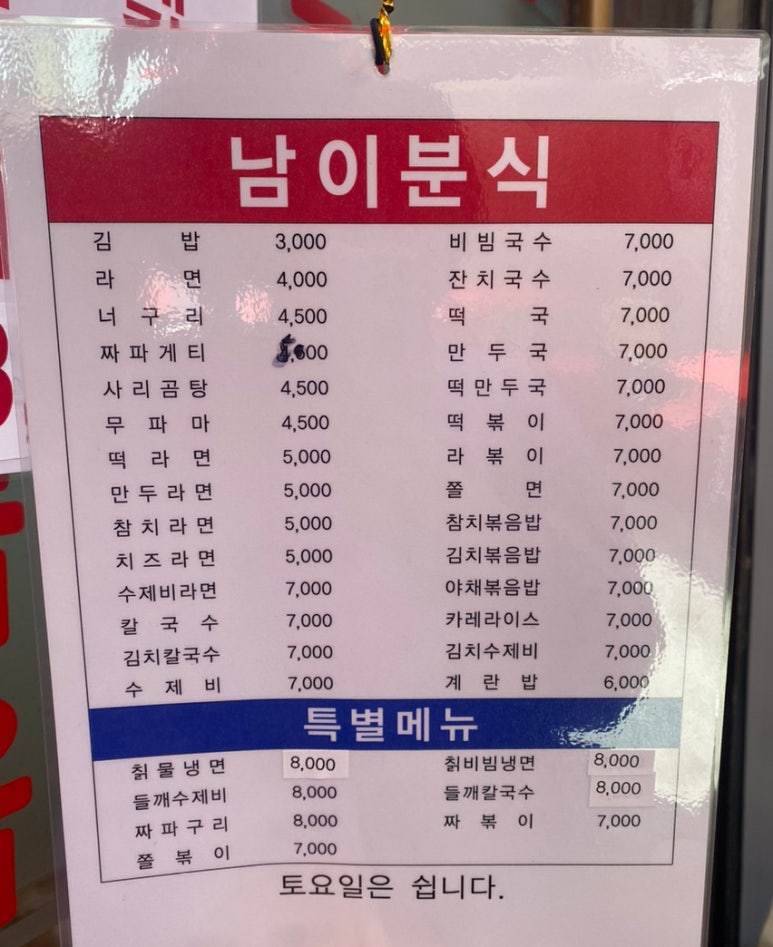 남이분식
김밥 3,000 비빔국수 7,000
라면 4,000 잔치국수 7,000
너구리 4,500 떡국 7,000
짜파게티 5,000 만두국 7,000
사리곰탕 4,500 떡만두국 7,000
무파마 4,500 떡볶이 7,000
떡라면 5,000 라볶이 7,000
만두라면 5,000 쫄면 7,000
참치라면 5,000 참치볶음밥 7,000
치즈라면 5,000 김치볶음밥 7,000
수제비라면 7,000 야채볶음밥 7,000
칼국수 7,000 카레라이스 7,000
김치칼국수 7,000 김치수제비 7,000
수제비 7,000 계란밥 6,000
특별메뉴
칡물냉면 8,000 칡비빔냉면 8,000
들깨수제비 8,000 들깨칼국수 8,000
짜파구리 8,000 짜볶이 7,000
쫄볶이 7,000
토요일은 쉽니다.